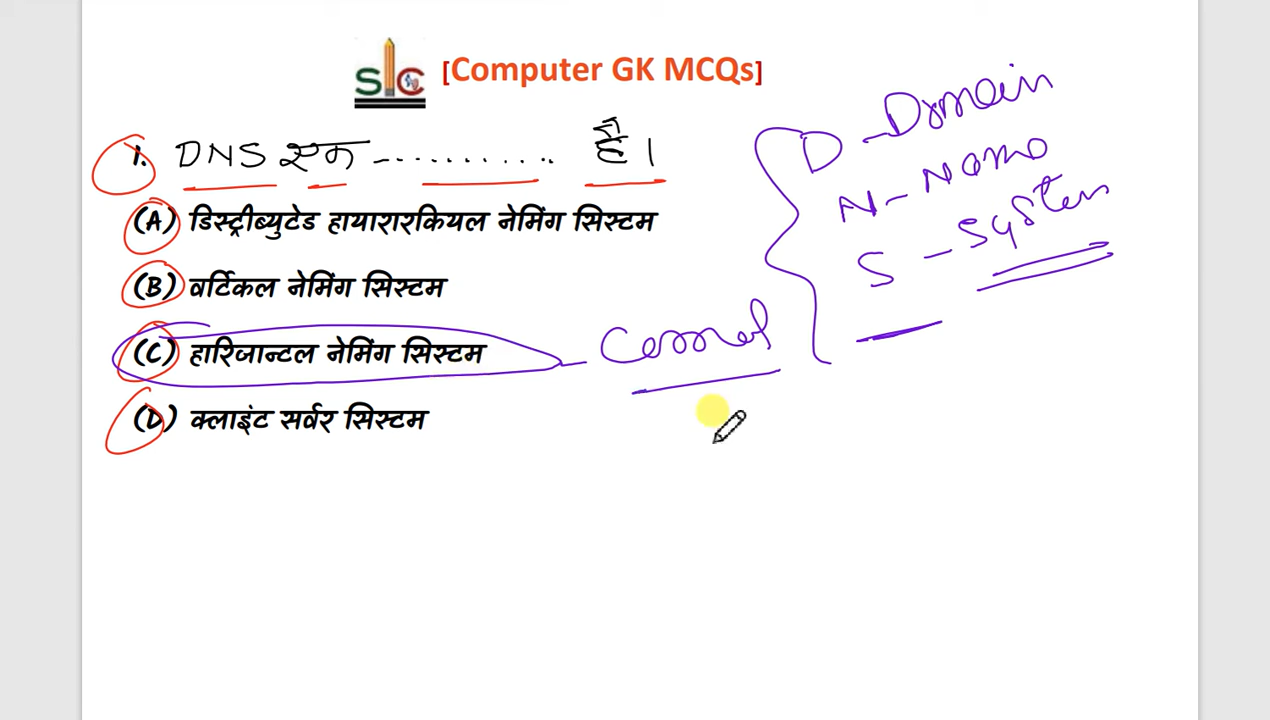 SLC
[Computer GK MCQs]
1. DNS एक ............ है।
(A) डिस्ट्रीब्युटेड हायारारकियल नेमिंग सिस्टम
(B) वर्टिकल नेमिंग सिस्टम
(C) हारिजान्टल नेमिंग सिस्टम
(D) क्लाइंट सर्वर सिस्टम
D - Domain
N - Name
S - System